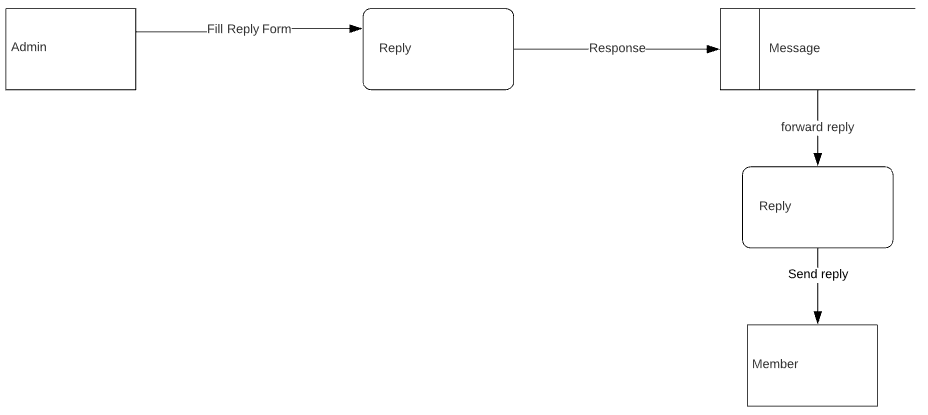 Admin
Fill Reply Form
Reply
Response
Message
forward reply
Reply
Send reply
Member